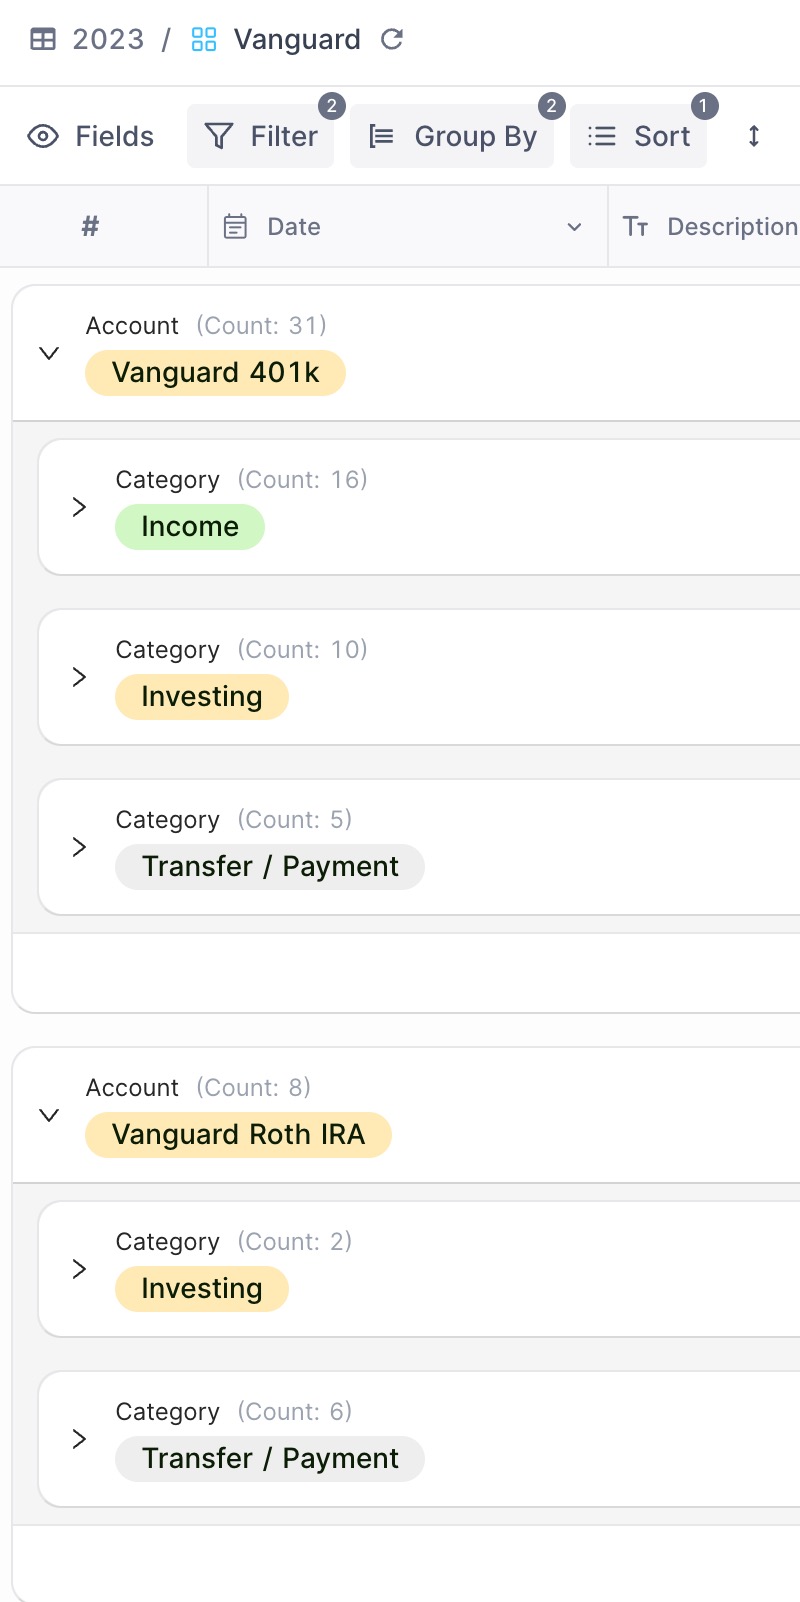 2023 / Vanguard
2 2 1
Fields Filter Group By Sort
# Date Description
Account (Count: 31)
Vanguard 401k
Category (Count: 16)
Income
Category (Count: 10)
Investing
Category (Count: 5)
Transfer / Payment
Account (Count: 8)
Vanguard Roth IRA
Category (Count: 2)
Investing
Category (Count: 6)
Transfer / Payment